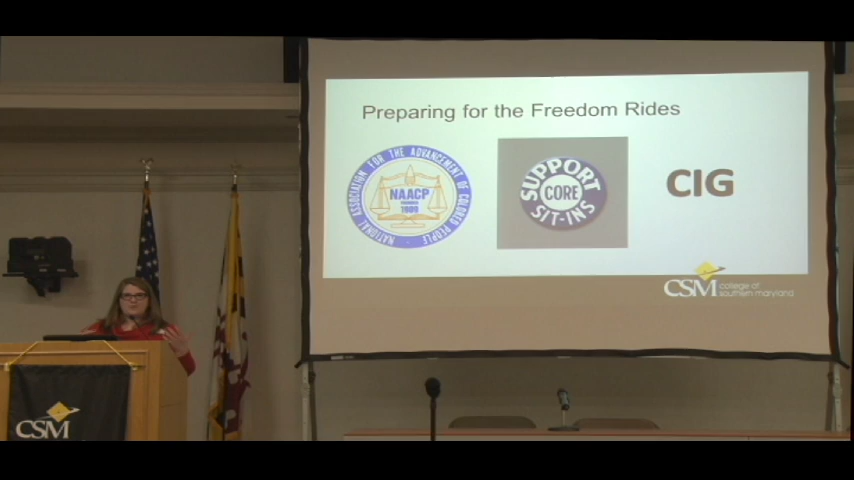 Preparing for the Freedom Rides
NATIONAL ASSOCIATION FOR THE ADVANCEMENT OF COLORED PEOPLE
NAACP
FOUNDED
1909
SUPPORT
CORE
SIT-INS
CIG
CSM college of
southern maryland
CSM